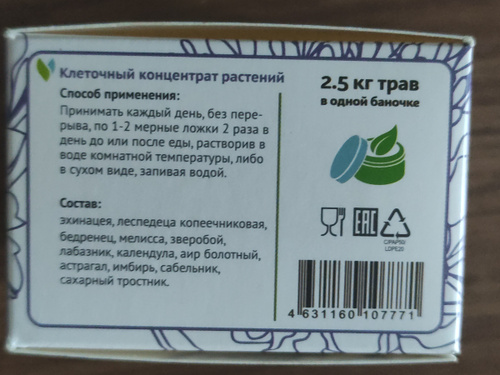 Клеточный концентрат растений
Способ применения:
Принимать каждый день, без пере-
рыва, по 1-2 мерные ложки 2 раза в
день до или после еды, растворив в
воде комнатной температуры, либо
в сухом виде, запивая водой.
Состав:
эхинацея, леспедеца копеечниковая,
бедренец, мелисса, зверобой,
лабазник, календула, аир болотный,
астрагал, имбирь, сабельник,
сахарный тростник.
2.5 кг трав
в одной баночке
EAC
C/PAP50/
LDPE20
4 631160 107771